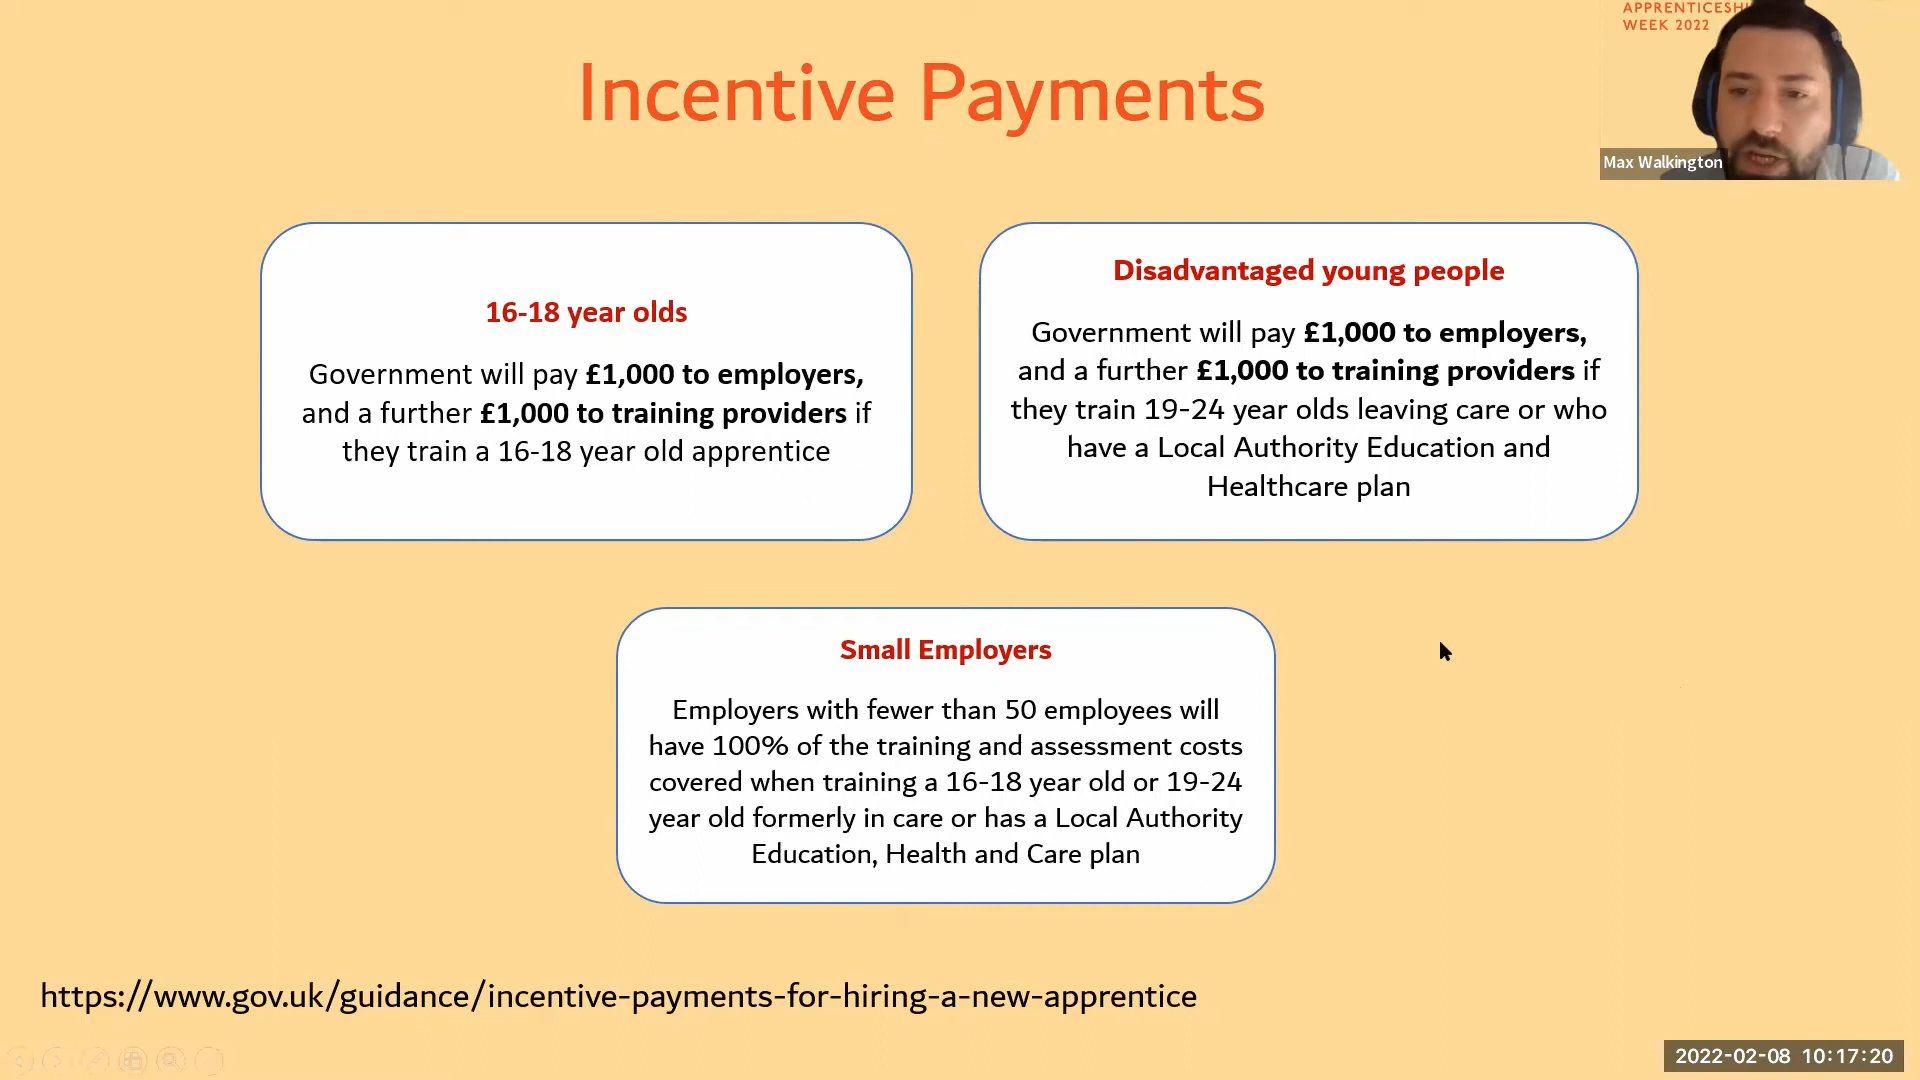 APPRENTICESHI
WEEK 2022
Incentive Payments
Max Walkington
16-18 year olds
Government will pay £1,000 to employers,
and a further £1,000 to training providers if
they train a 16-18 year old apprentice
Disadvantaged young people
Government will pay £1,000 to employers,
and a further £1,000 to training providers if
they train 19-24 year olds leaving care or who
have a Local Authority Education and
Healthcare plan
Small Employers
Employers with fewer than 50 employees will
have 100% of the training and assessment costs
covered when training a 16-18 year old or 19-24
year old formerly in care or has a Local Authority
Education, Health and Care plan
https://www.gov.uk/guidance/incentive-payments-for-hiring-a-new-apprentice
2022-02-08 10:17:20